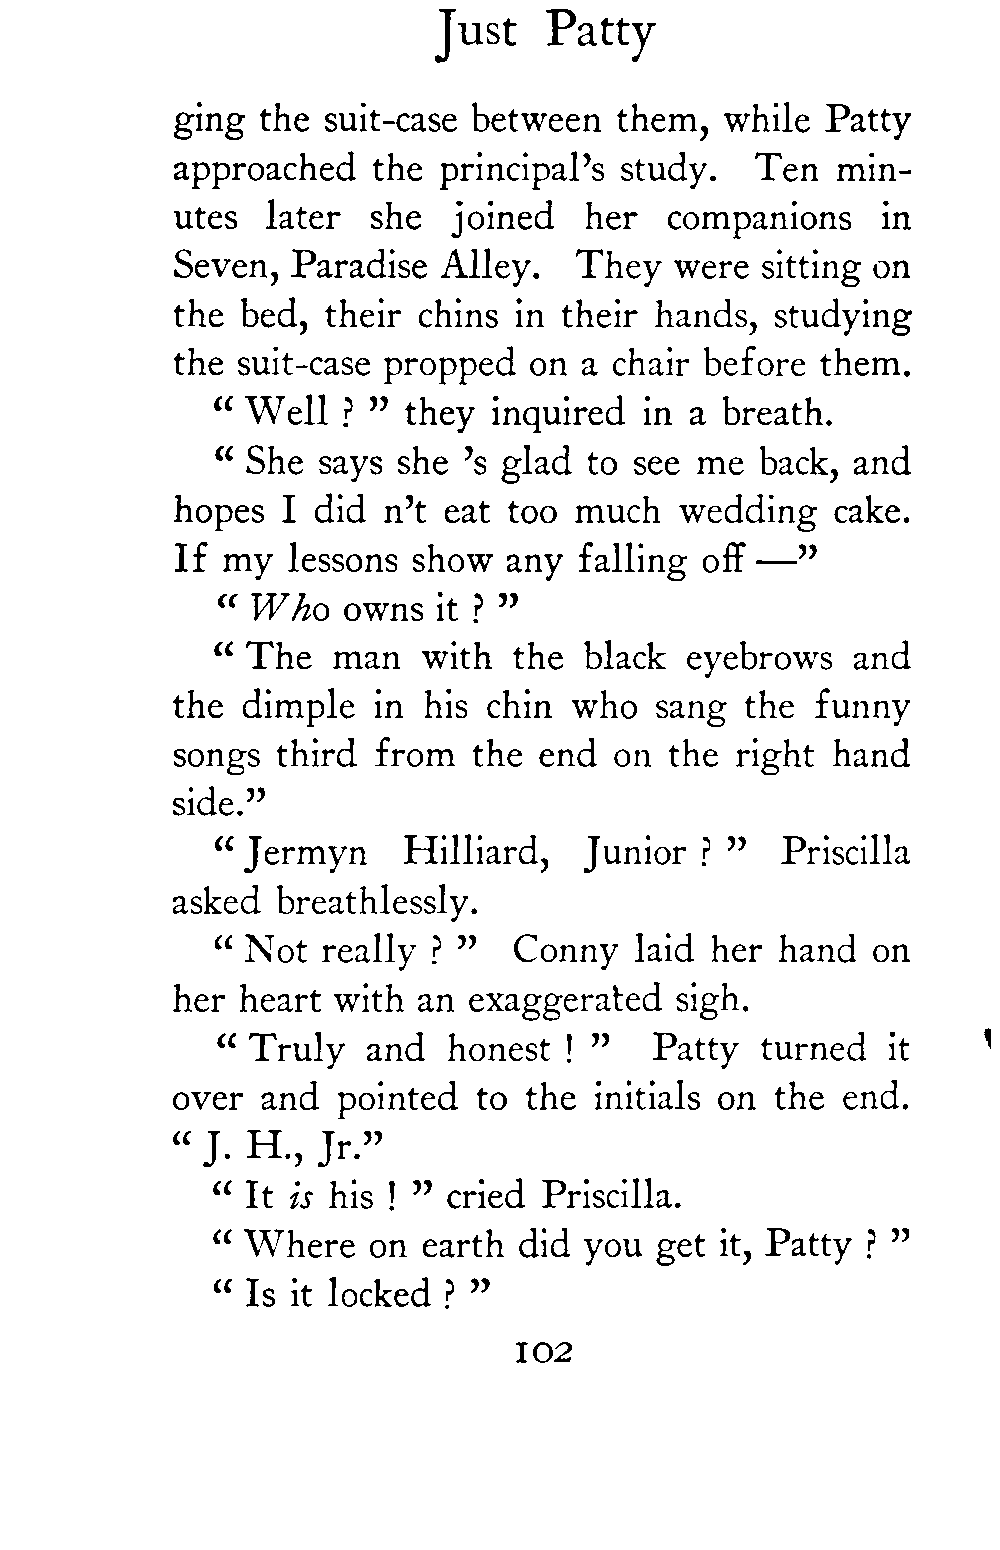 Just Patty
ging the suit-case between them, while Patty
approached the principal's study. Ten min-
utes later she joined her companions in
Seven, Paradise Alley. They were sitting on
the bed, their chins in their hands, studying
the suit-case propped on a chair before them.
“ Well ? ” they inquired in a breath.
“ She says she 's glad to see me back, and
hopes I did n't eat too much wedding cake.
If my lessons show any falling off —”
“ Who owns it ? ”
“ The man with the black eyebrows and
the dimple in his chin who sang the funny
songs third from the end on the right hand
side.”
“ Jermyn Hilliard, Junior ? ” Priscilla
asked breathlessly.
“ Not really ? ” Conny laid her hand on
her heart with an exaggerated sigh.
“ Truly and honest ! ” Patty turned it
over and pointed to the initials on the end.
“ J. H., Jr.”
“ It is his ! ” cried Priscilla.
“ Where on earth did you get it, Patty ? ”
“ Is it locked ? ”
102